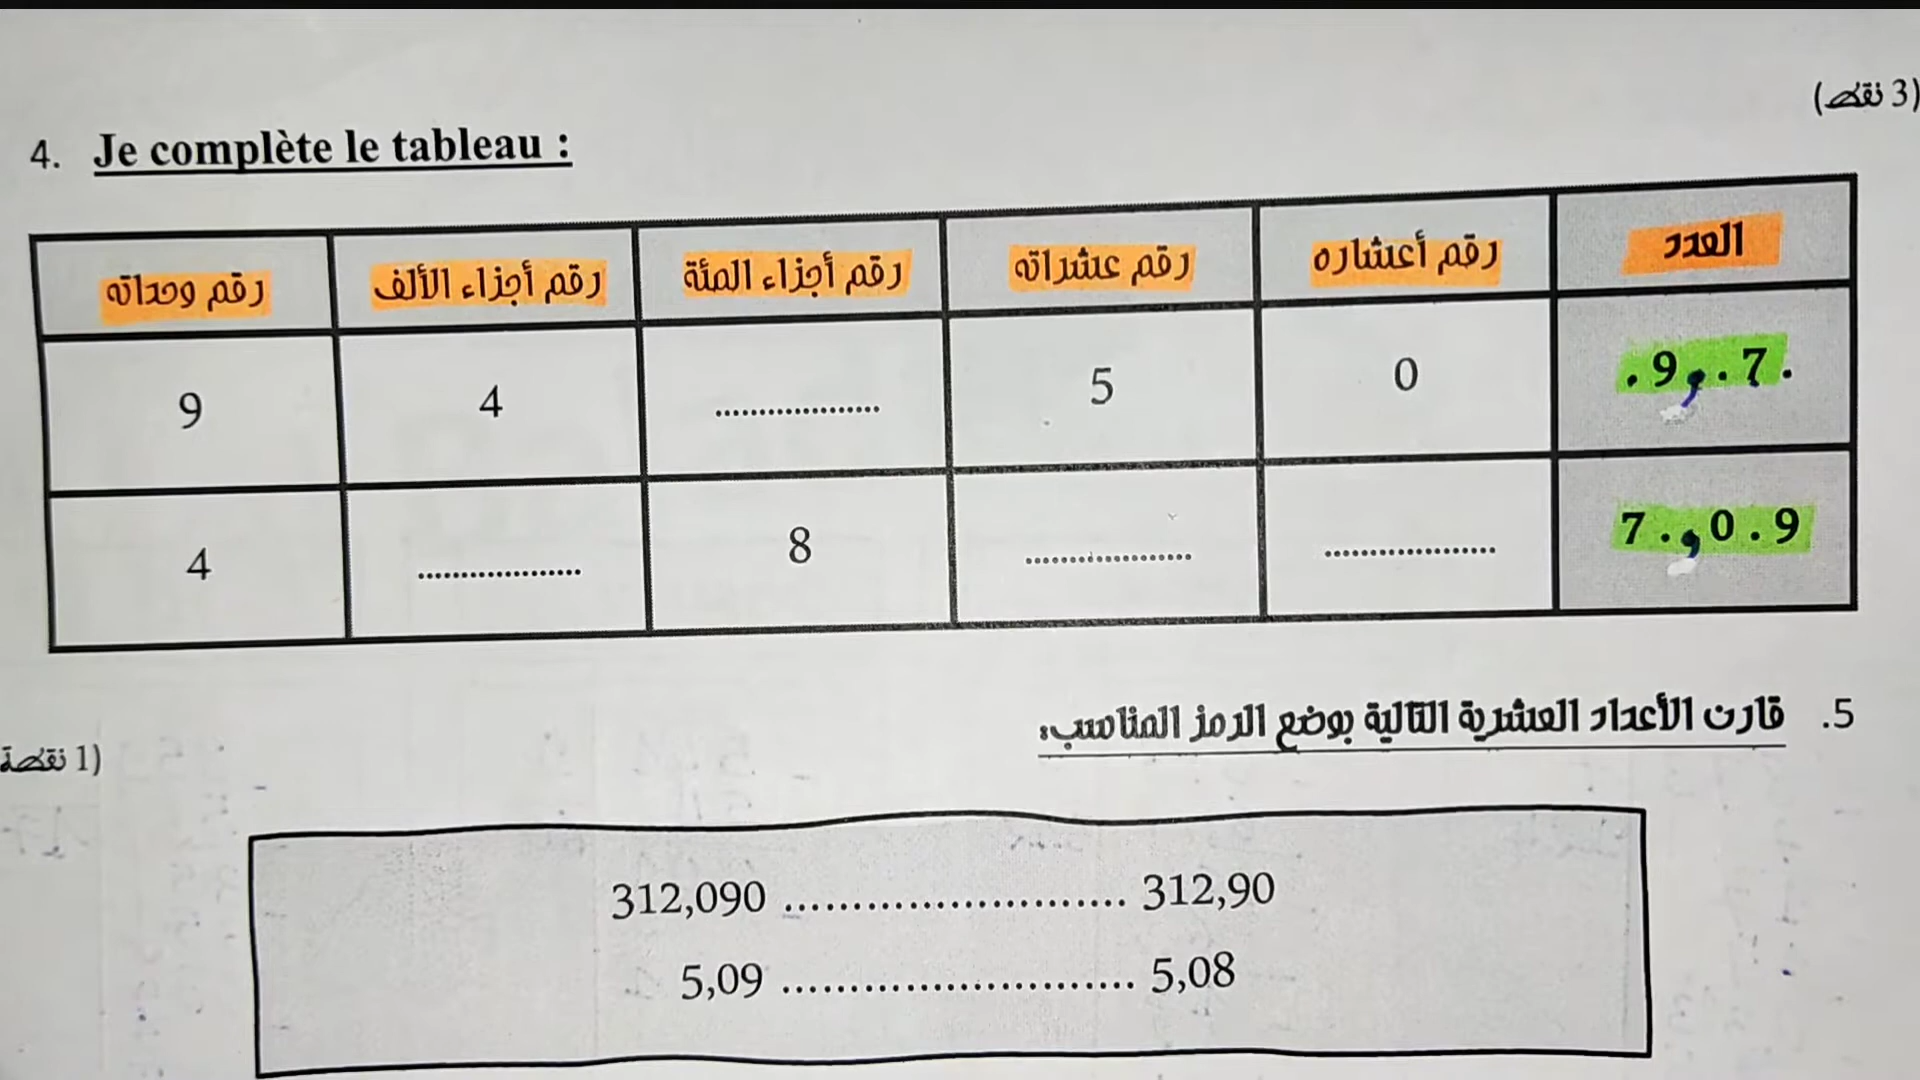 (3 نقط)
4. Je complète le tableau :
العدد رقم أعشاره رقم عشراته رقم أجزاء المئة رقم أجزاء الألف رقم وحداته
.9,.7. 0 5 ................... 4 9
7.,0.9 ................... ................... 8 ................... 4
5. قارن الأعداد العشرية التالية بوضع الرمز المناسب:
(1 نقطة
312,090 ......................... 312,90
5,09 .......................... 5,08